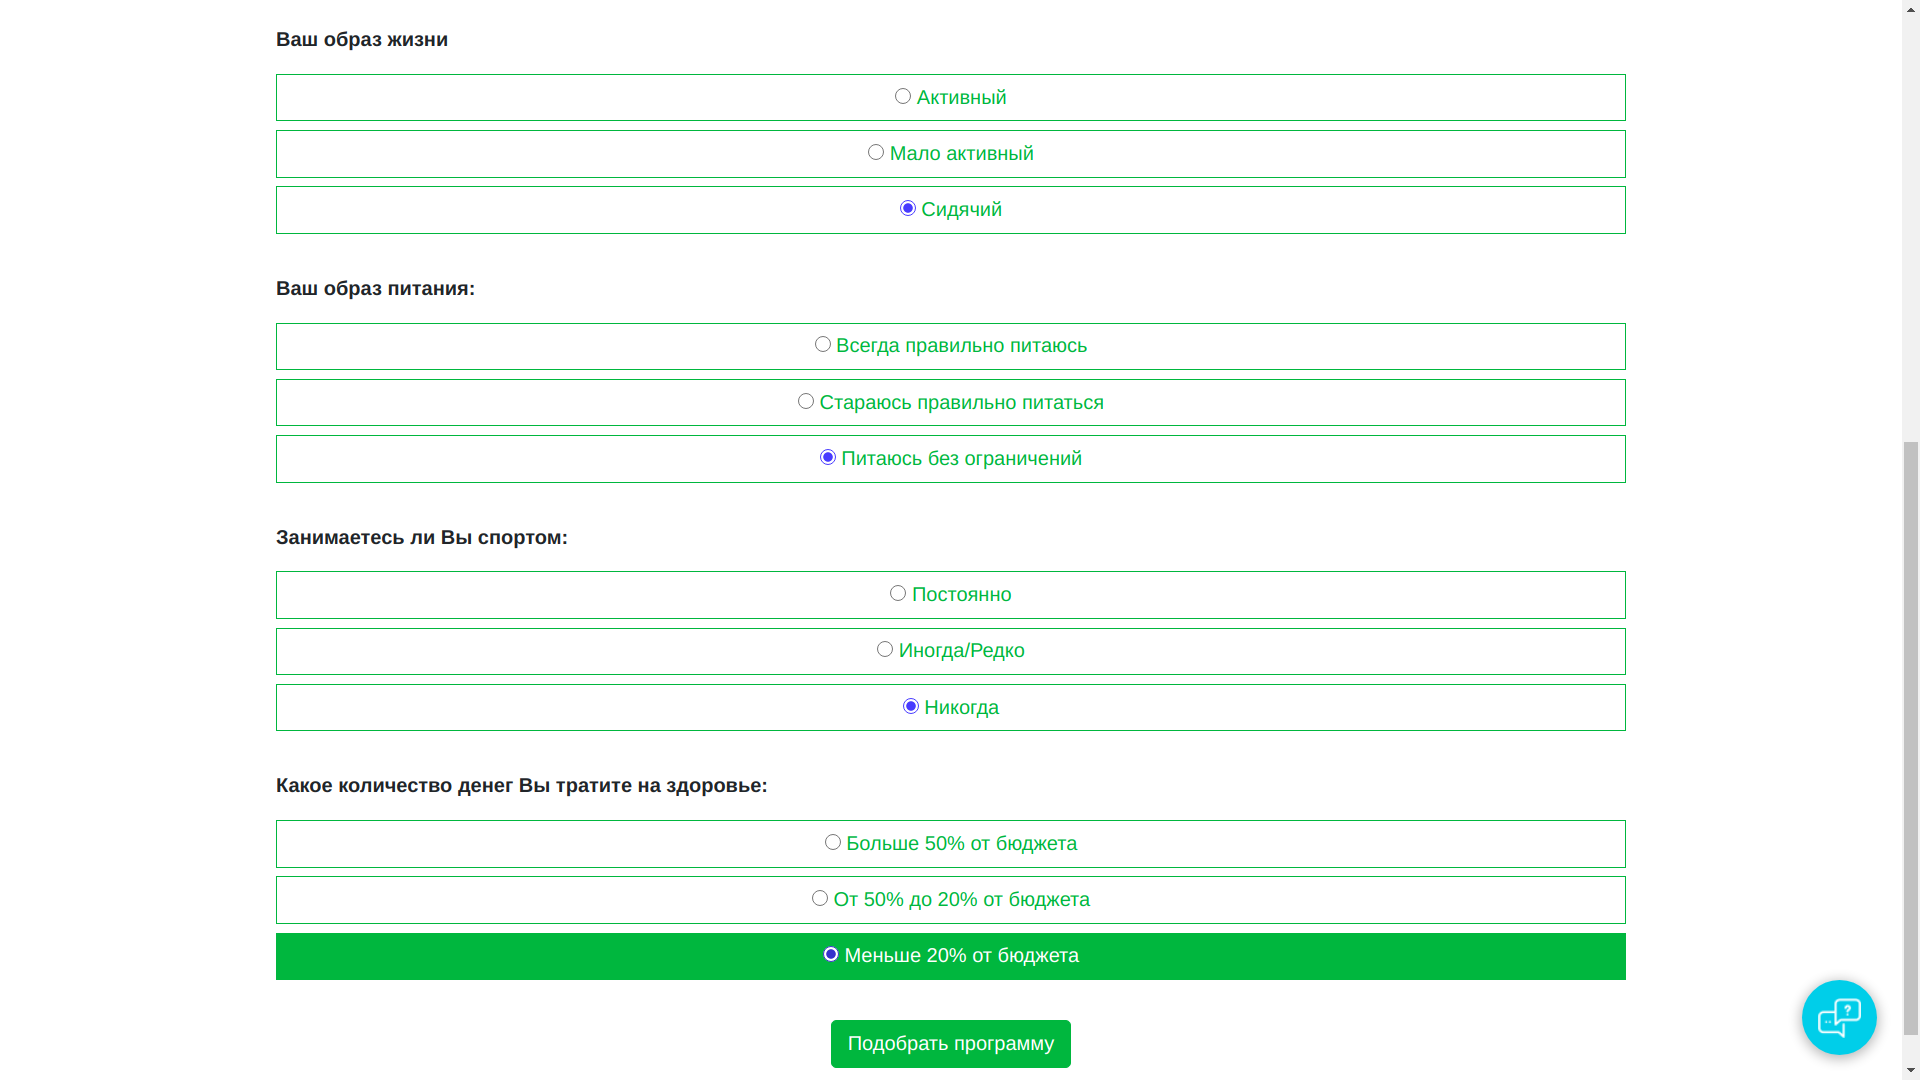 Ваш образ жизни
Активный
Мало активный
Сидячий
Ваш образ питания:
Всегда правильно питаюсь
Стараюсь правильно питаться
Питаюсь без ограничений
Занимаетесь ли Вы спортом:
Постоянно
Иногда/Редко
Никогда
Какое количество денег Вы тратите на здоровье:
Больше 50% от бюджета
От 50% до 20% от бюджета
Меньше 20% от бюджета
Подобрать программу